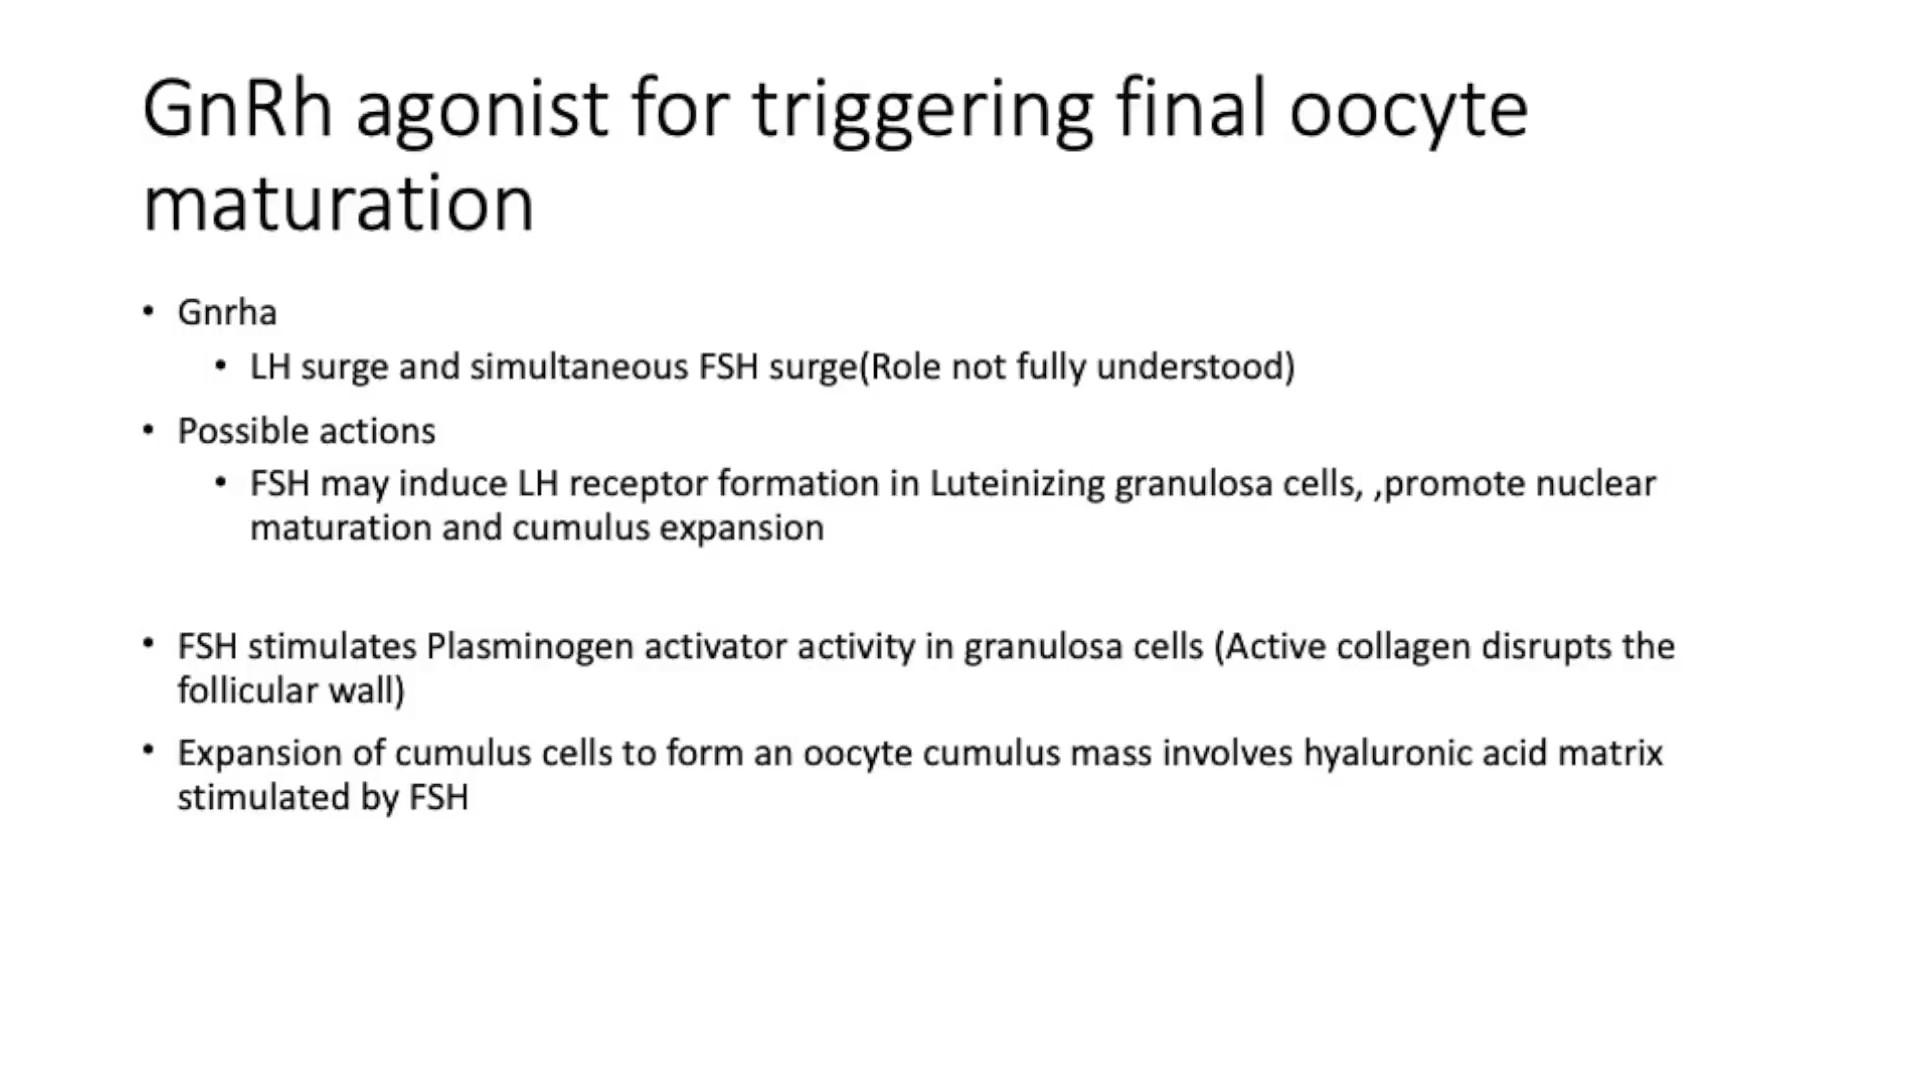 GnRh agonist for triggering final oocyte
maturation
• Gnrha
• LH surge and simultaneous FSH surge(Role not fully understood)
• Possible actions
• FSH may induce LH receptor formation in Luteinizing granulosa cells, ,promote nuclear
maturation and cumulus expansion
• FSH stimulates Plasminogen activator activity in granulosa cells (Active collagen disrupts the
follicular wall)
• Expansion of cumulus cells to form an oocyte cumulus mass involves hyaluronic acid matrix
stimulated by FSH